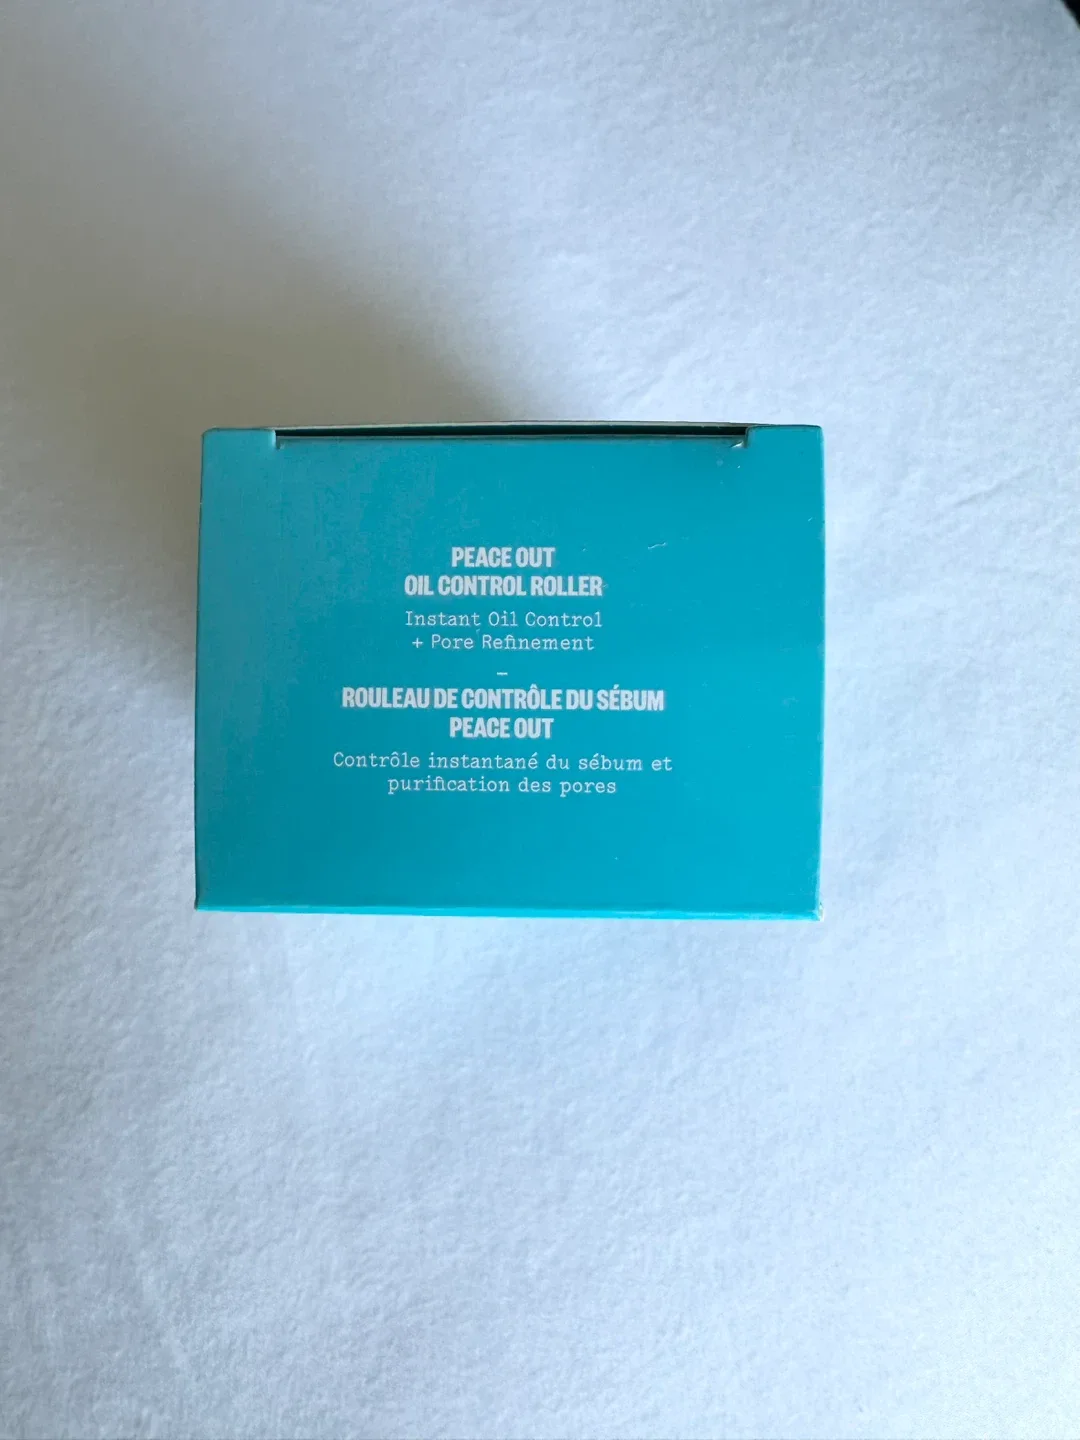 PEACE OUT
OIL CONTROL ROLLER
Instant Oil Control
+ Pore Refinement
–
ROULEAU DE CONTRÔLE DU SÉBUM
PEACE OUT
Contrôle instantané du sébum et
purification des pores